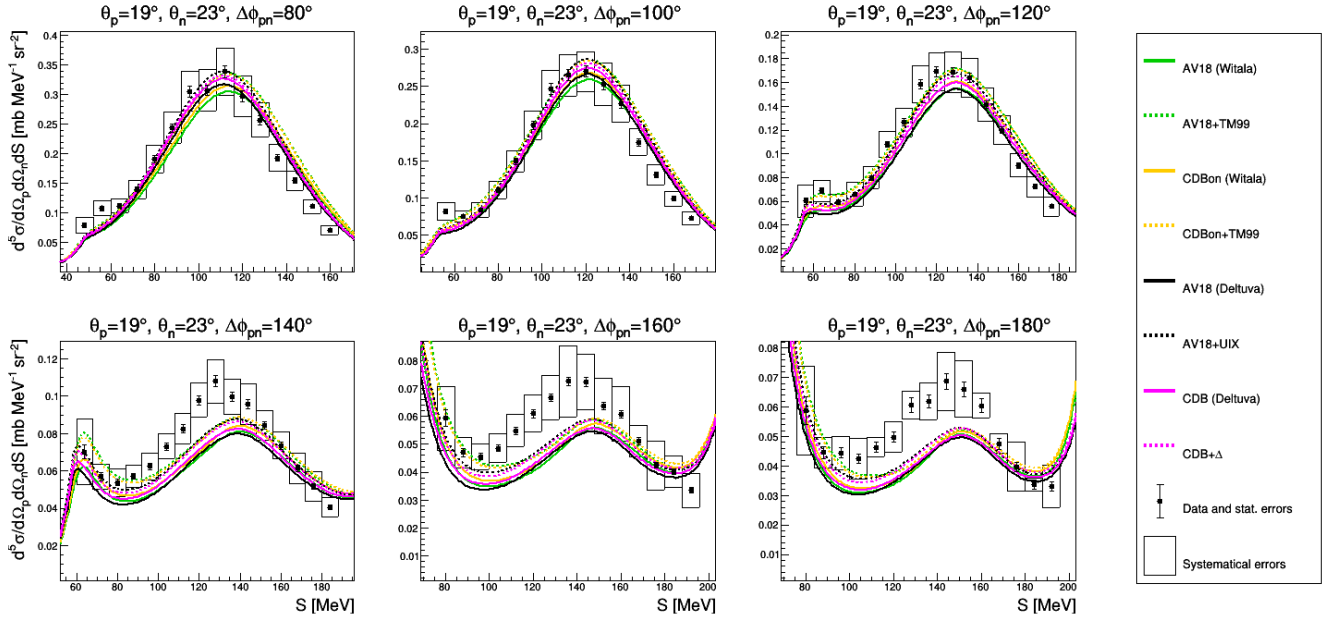 θp=19°, θn=23°, Δϕpn=80°
θp=19°, θn=23°, Δϕpn=100°
θp=19°, θn=23°, Δϕpn=120°
d⁵σ/dΩpdΩndS [mb MeV⁻¹ sr⁻²]
0.4
0.35
0.3
0.25
0.2
0.15
0.1
0.05
40 60 80 100 120 140 160
0.3
0.25
0.2
0.15
0.1
0.05
60 80 100 120 140 160
0.2
0.18
0.16
0.14
0.12
0.1
0.08
0.06
0.04
0.02
60 80 100 120 140 160 180
θp=19°, θn=23°, Δϕpn=140°
θp=19°, θn=23°, Δϕpn=160°
θp=19°, θn=23°, Δϕpn=180°
d⁵σ/dΩpdΩndS [mb MeV⁻¹ sr⁻²]
0.12
0.1
0.08
0.06
0.04
0.02
60 80 100 120 140 160 180
S [MeV]
0.08
0.07
0.06
0.05
0.04
0.03
0.02
0.01
80 100 120 140 160 180 200
S [MeV]
0.08
0.07
0.06
0.05
0.04
0.03
0.02
0.01
80 100 120 140 160 180 200
S [MeV]
AV18 (Witala)
AV18+TM99
CDBon (Witala)
CDBon+TM99
AV18 (Deltuva)
AV18+UIX
CDB (Deltuva)
CDB+Δ
Data and stat. errors
Systematical errors